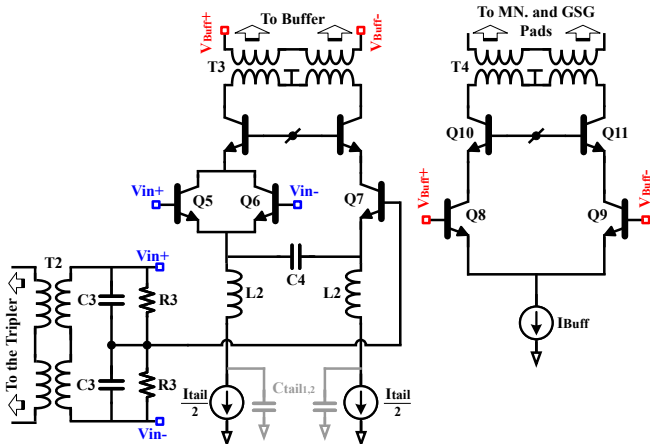 To Buffer
To MN. and GSG
Pads
VBuff+
VBuff-
T3
T4
Q10
Q11
Vin+
Q5
Q6
Vin-
Q7
VBuff+
Q8
Q9
VBuff-
C4
T2
Vin+
L2
L2
C3
R3
IBuff
To the Tripler
C3
R3
Ctail1,2
Itail
2
Itail
2
Vin-